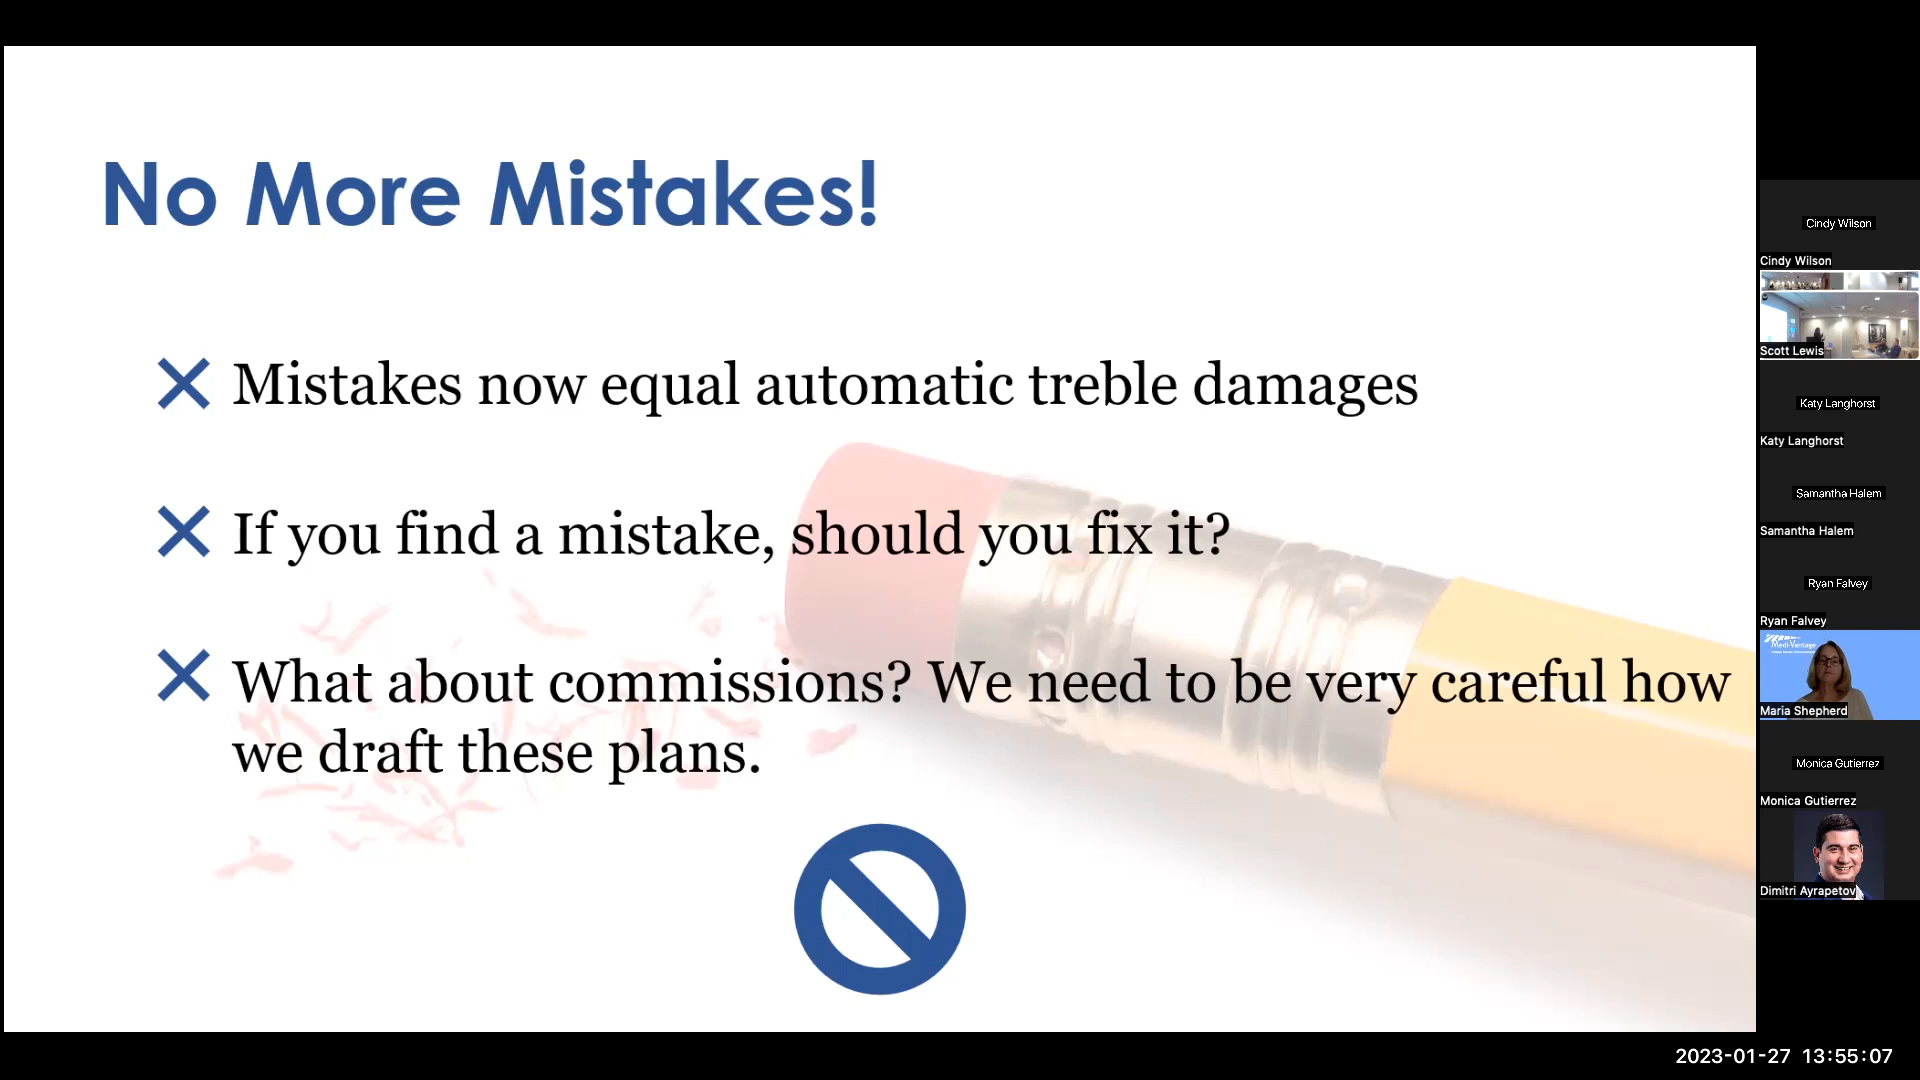 No More Mistakes!
Mistakes now equal automatic treble damages
If you find a mistake, should you fix it?
What about commissions? We need to be very careful how
we draft these plans.
Cindy Wilson
Cindy Wilson
Scott Lewis
Katy Langhorst
Katy Langhorst
Samantha Halem
Samantha Halem
Ryan Falvey
Ryan Falvey
Medi-Vantage
Maria Shepherd
Monica Gutierrez
Monica Gutierrez
Dimitri Ayrapetov
2023-01-27 13:55:07